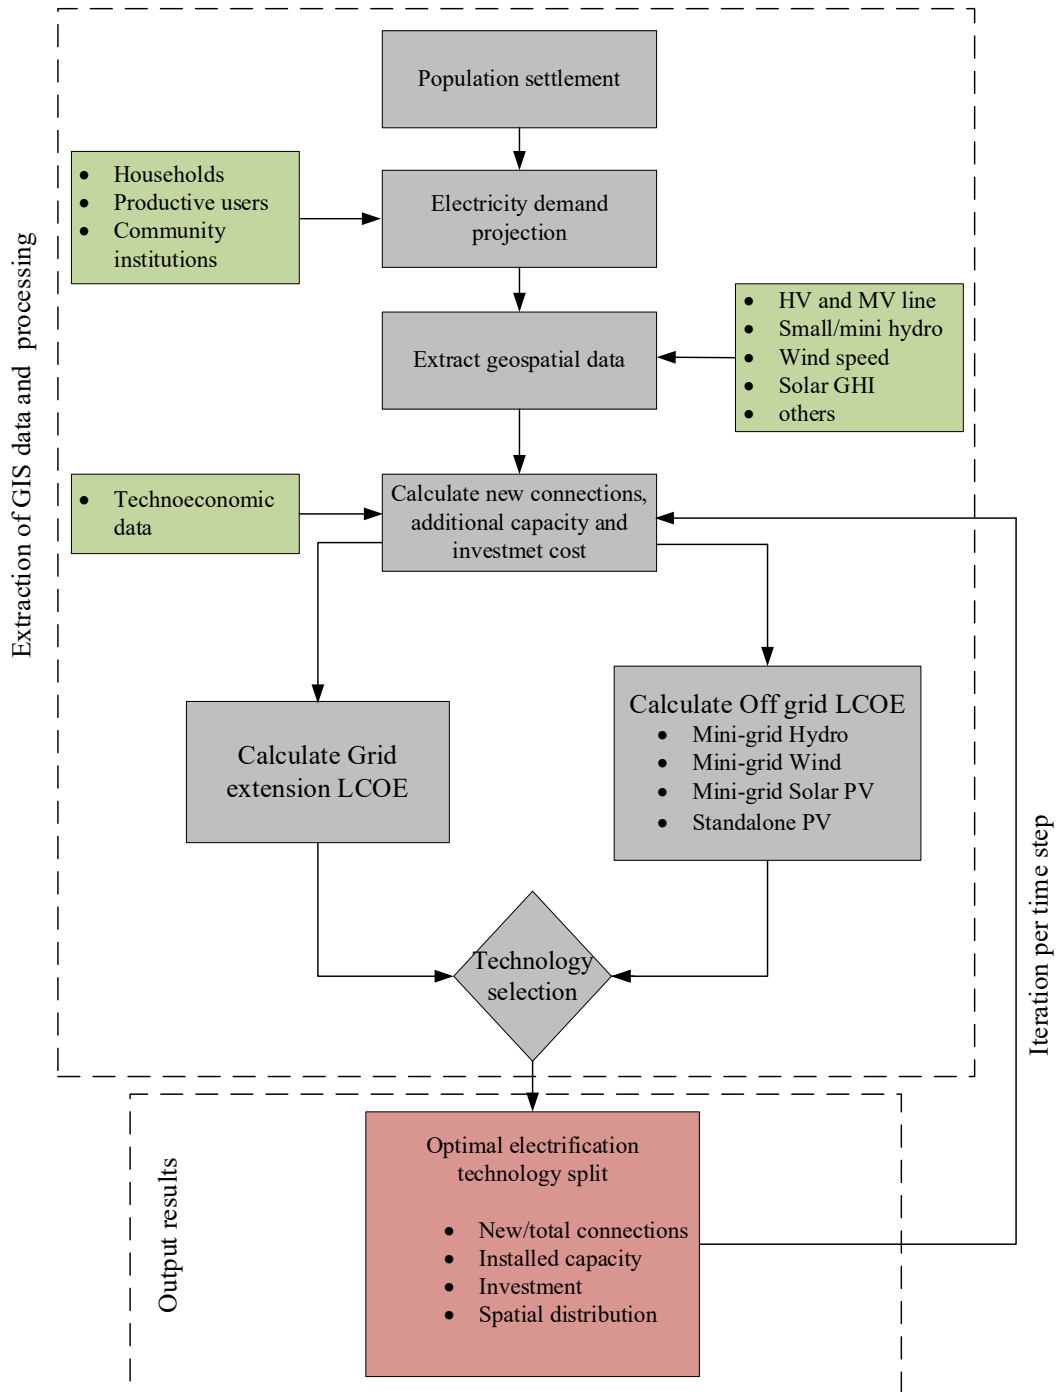 Population settlement
• Households
• Productive users
• Community
institutions
Electricity demand
projection
• HV and MV line
• Small/mini hydro
• Wind speed
• Solar GHI
• others
Extract geospatial data
Extraction of GIS data and processing
• Technoeconomic
data
Calculate new connections,
additional capacity and
investmet cost
Calculate Grid
extension LCOE
Calculate Off grid LCOE
• Mini-grid Hydro
• Mini-grid Wind
• Mini-grid Solar PV
• Standalone PV
Technology
selection
Iteration per time step
Output results
Optimal electrification
technology split
• New/total connections
• Installed capacity
• Investment
• Spatial distribution